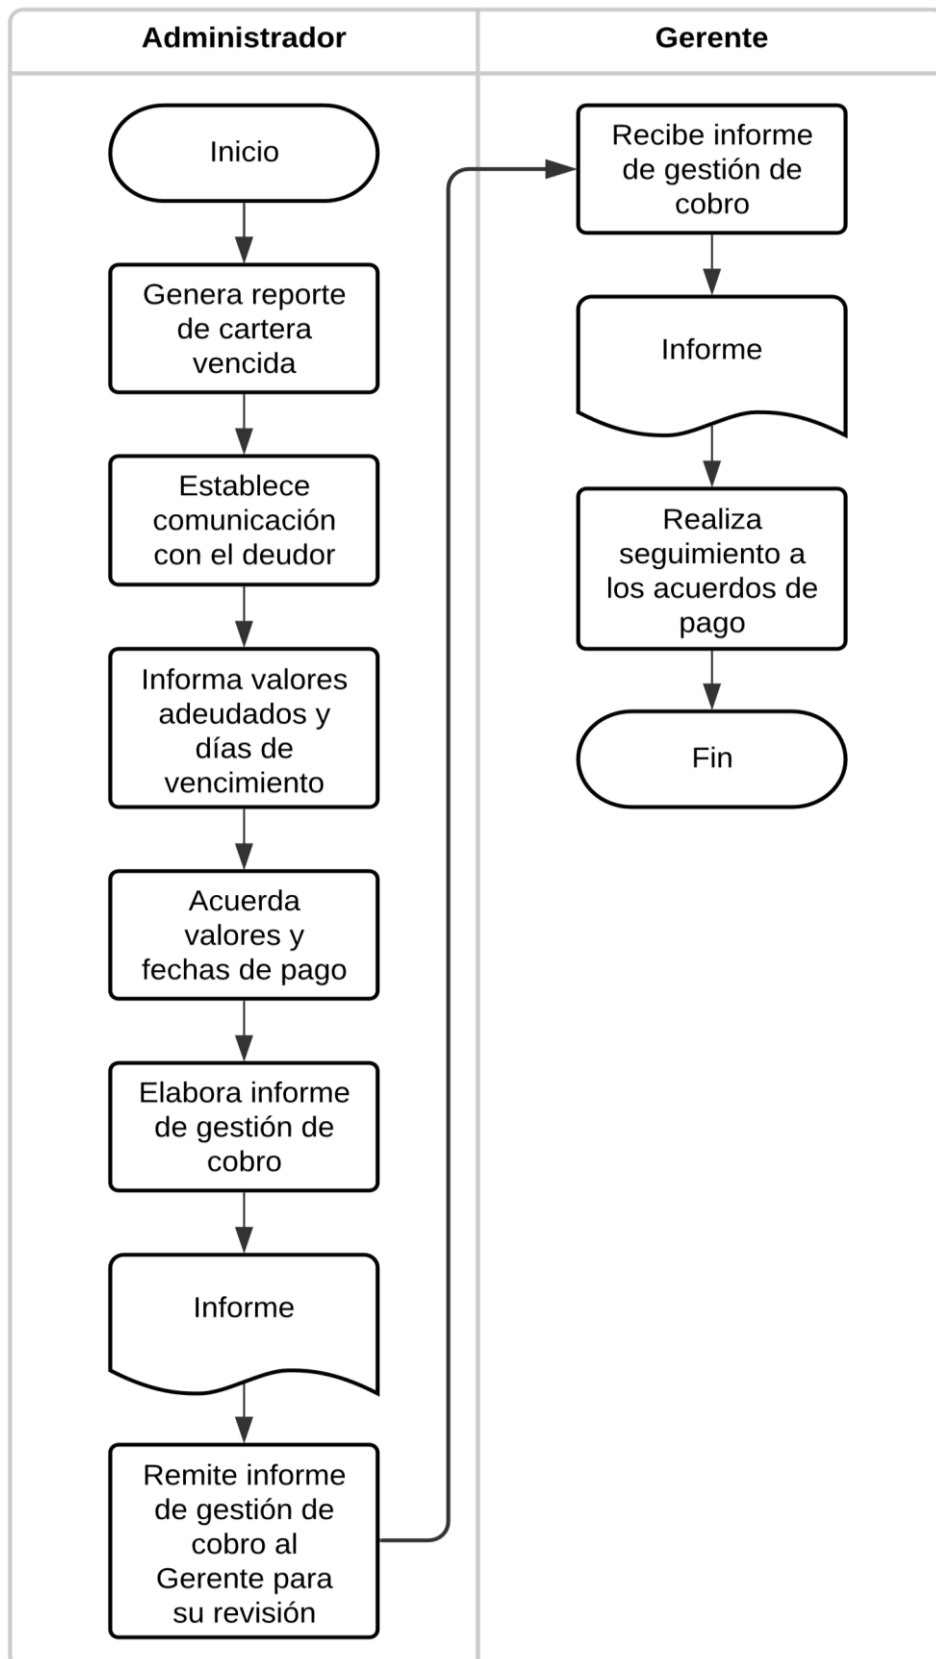 Administrador
Inicio
Genera reporte
de cartera
vencida
Establece
comunicación
con el deudor
Informa valores
adeudados y
días de
vencimiento
Acuerda
valores y
fechas de pago
Elabora informe
de gestión de
cobro
Informe
Remite informe
de gestión de
cobro al
Gerente para
su revisión
Gerente
Recibe informe
de gestión de
cobro
Informe
Realiza
seguimiento a
los acuerdos de
pago
Fin